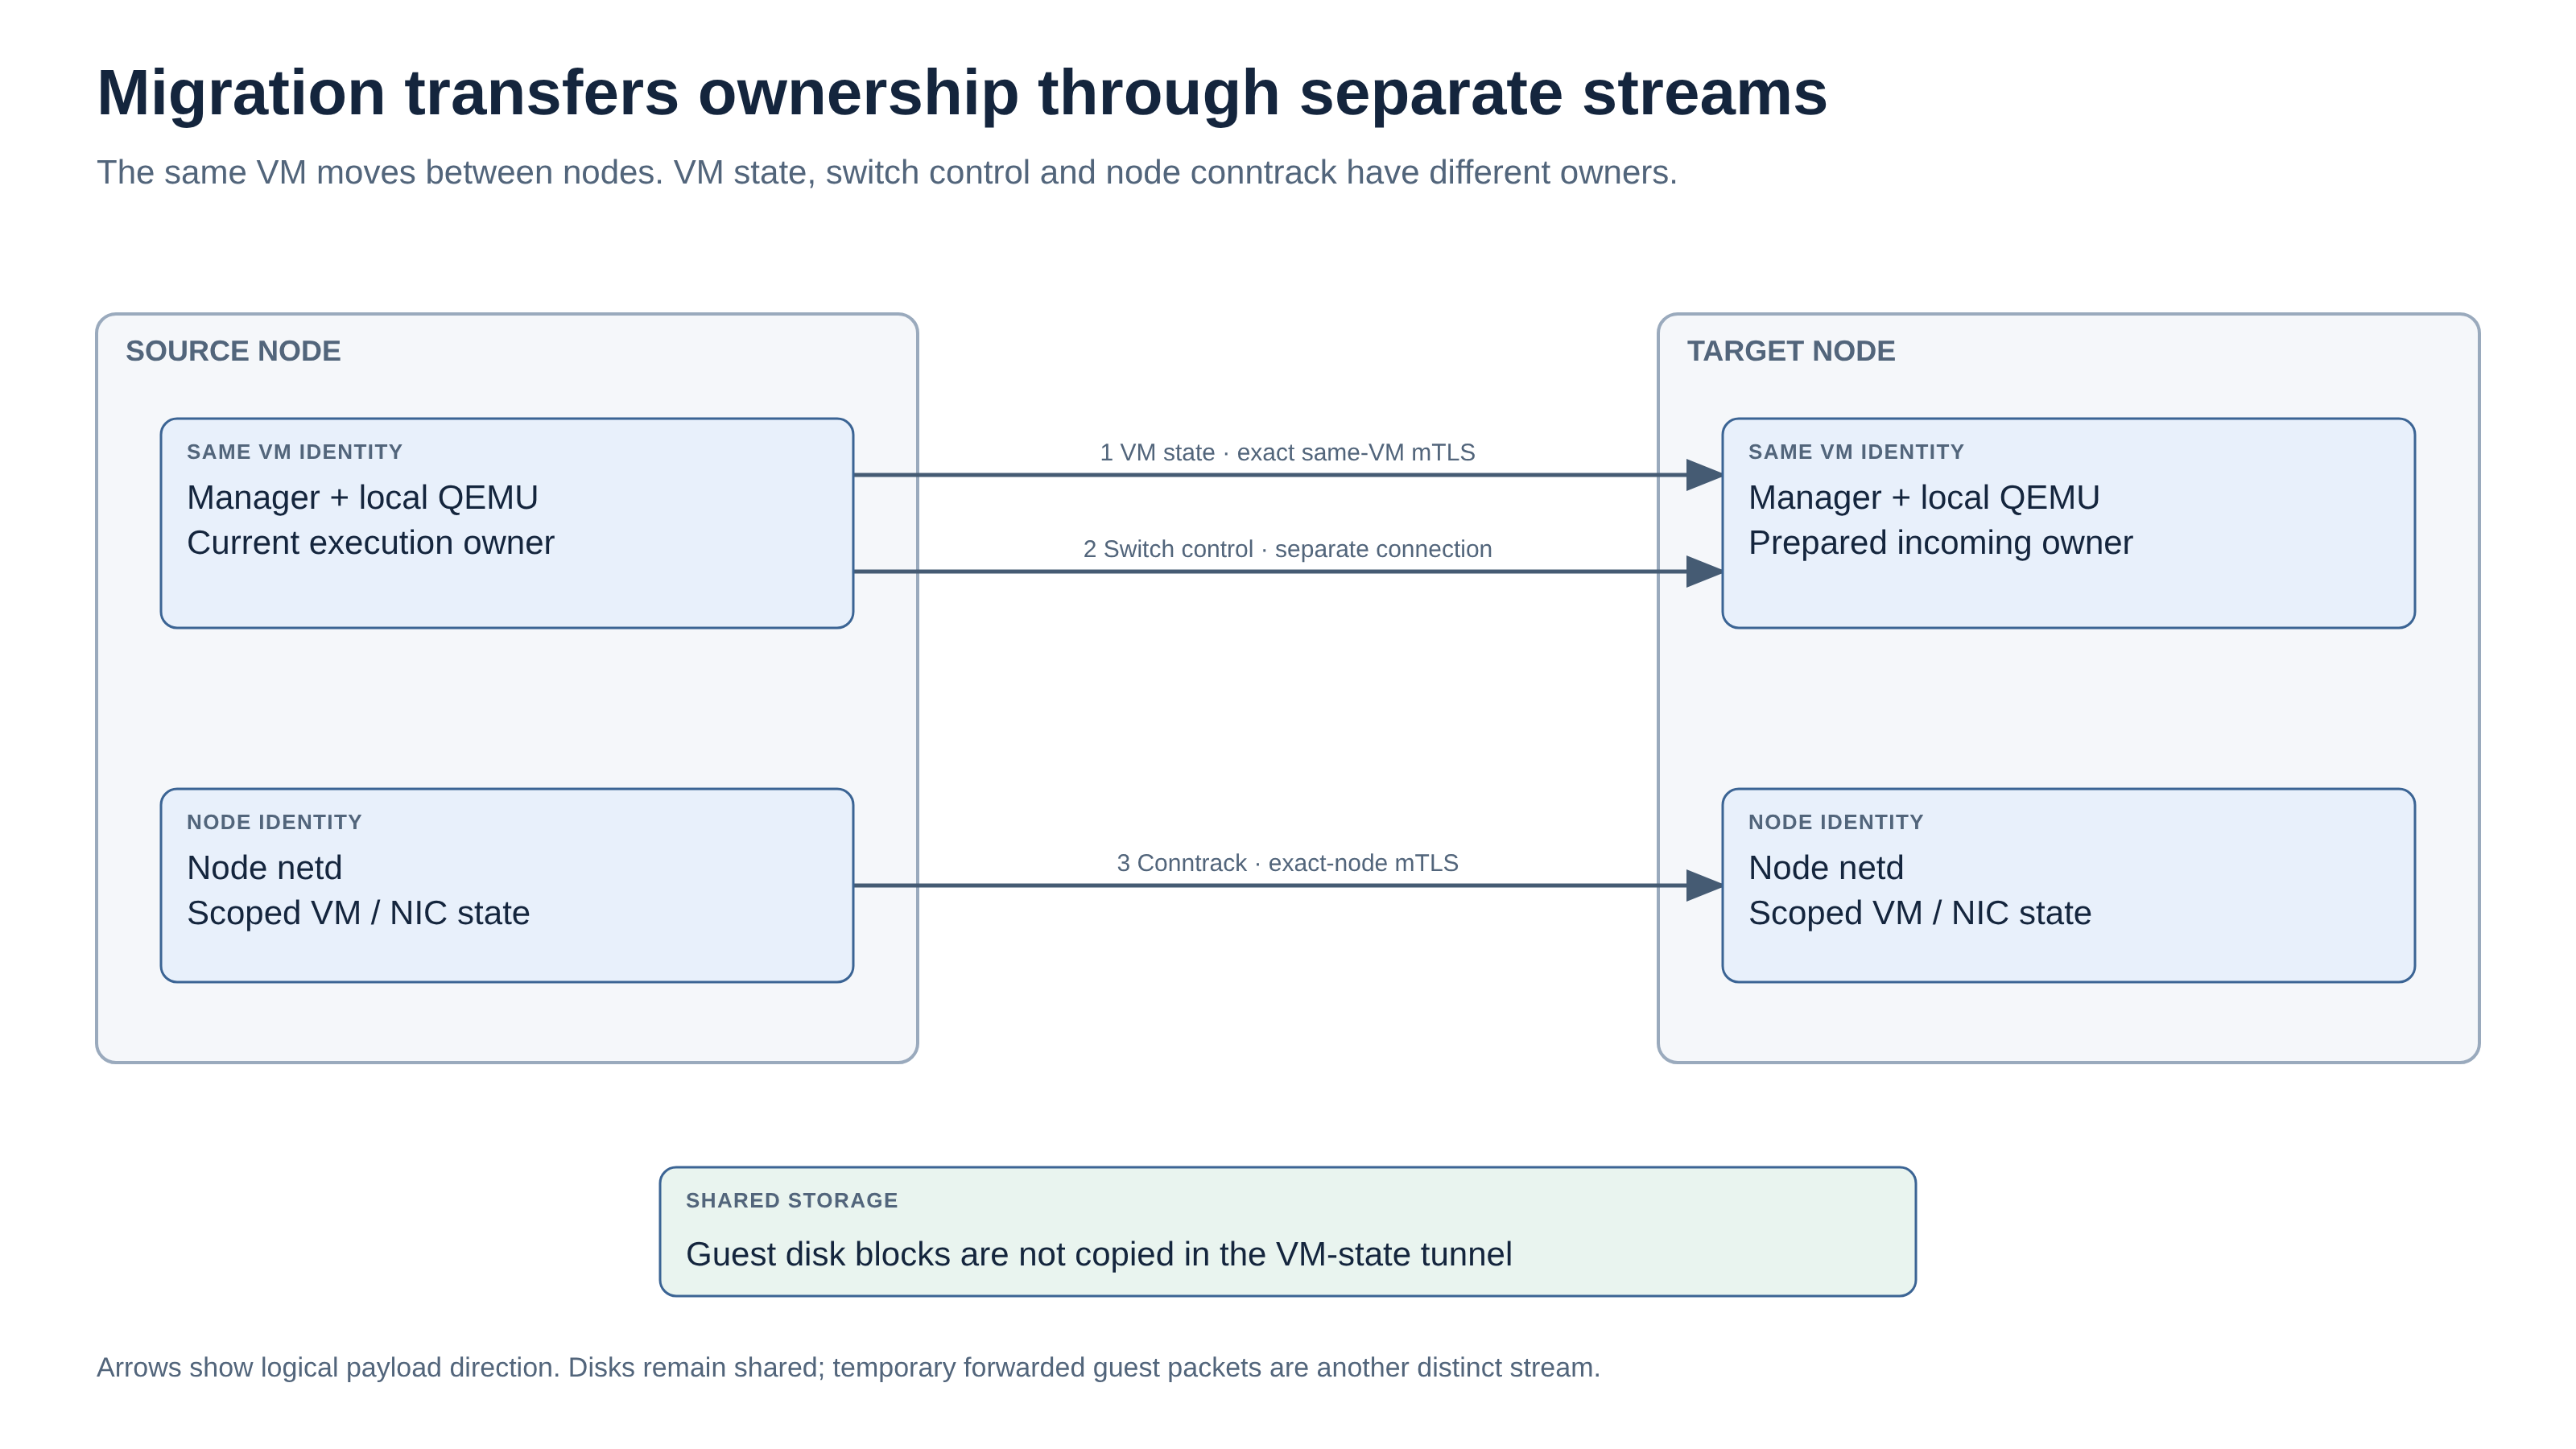 Migration transfers ownership through separate streams
The same VM moves between nodes. VM state, switch control and node conntrack have different owners.
SOURCE NODE
SAME VM IDENTITY
Manager + local QEMU
Current execution owner
NODE IDENTITY
Node netd
Scoped VM / NIC state
1 VM state · exact same-VM mTLS
2 Switch control · separate connection
3 Conntrack · exact-node mTLS
TARGET NODE
SAME VM IDENTITY
Manager + local QEMU
Prepared incoming owner
NODE IDENTITY
Node netd
Scoped VM / NIC state
SHARED STORAGE
Guest disk blocks are not copied in the VM-state tunnel
Arrows show logical payload direction. Disks remain shared; temporary forwarded guest packets are another distinct stream.